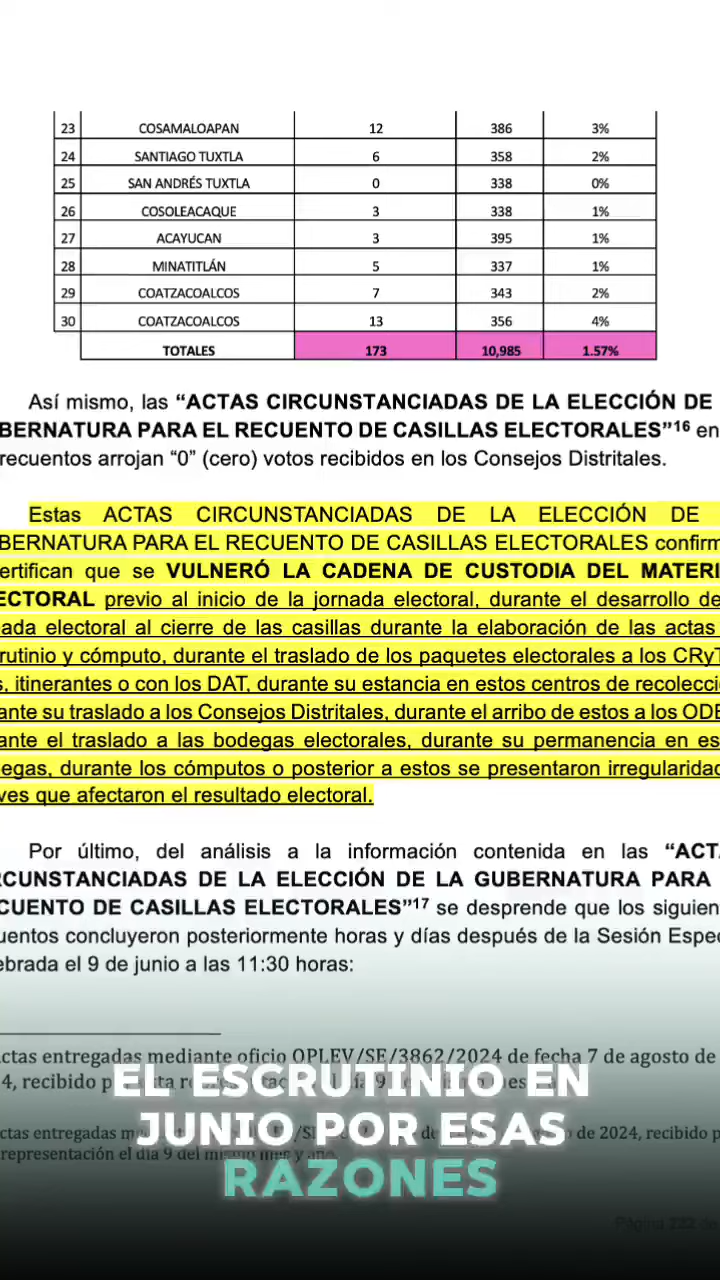 23 COSAMALOAPAN 12 386 3%
24 SANTIAGO TUXTLA 6 358 2%
25 SAN ANDRÉS TUXTLA 0 338 0%
26 COSOLEACAQUE 3 338 1%
27 ACAYUCAN 3 395 1%
28 MINATITLÁN 5 337 1%
29 COATZACOALCOS 7 343 2%
30 COATZACOALCOS 13 356 4%
TOTALES 173 10,985 1.57%
Así mismo, las “ACTAS CIRCUNSTANCIADAS DE LA ELECCIÓN DE
BERNATURA PARA EL RECUENTO DE CASILLAS ELECTORALES”16 en
recuentos arrojan “0” (cero) votos recibidos en los Consejos Distritales.
Estas ACTAS CIRCUNSTANCIADAS DE LA ELECCIÓN DE
BERNATURA PARA EL RECUENTO DE CASILLAS ELECTORALES confirm
ertifican que se VULNERÓ LA CADENA DE CUSTODIA DEL MATERI
ECTORAL previo al inicio de la jornada electoral, durante el desarrollo de
ada electoral al cierre de las casillas durante la elaboración de las actas
rutinio y cómputo, durante el traslado de los paquetes electorales a los CRyT
s, itinerantes o con los DAT, durante su estancia en estos centros de recolecci
ante su traslado a los Consejos Distritales, durante el arribo de estos a los ODE
ante el traslado a las bodegas electorales, durante su permanencia en es
egas, durante los cómputos o posterior a estos se presentaron irregularidad
ves que afectaron el resultado electoral.
Por último, del análisis a la información contenida en las “ACTA
RCUNSTANCIADAS DE LA ELECCIÓN DE LA GUBERNATURA PARA
CUENTO DE CASILLAS ELECTORALES”17 se desprende que los siguien
uentos concluyeron posteriormente horas y días después de la Sesión Espec
ebrada el 9 de junio a las 11:30 horas:
ctas entregadas mediante oficio OPLEV/SE/3862/2024 de fecha 7 de agosto de
4, recibido
EL ESCRUTINIO EN
JUNIO POR ESAS
RAZONES
ctas entregadas de 2024, recibido p
representación el día 9 del mismo mes y año.